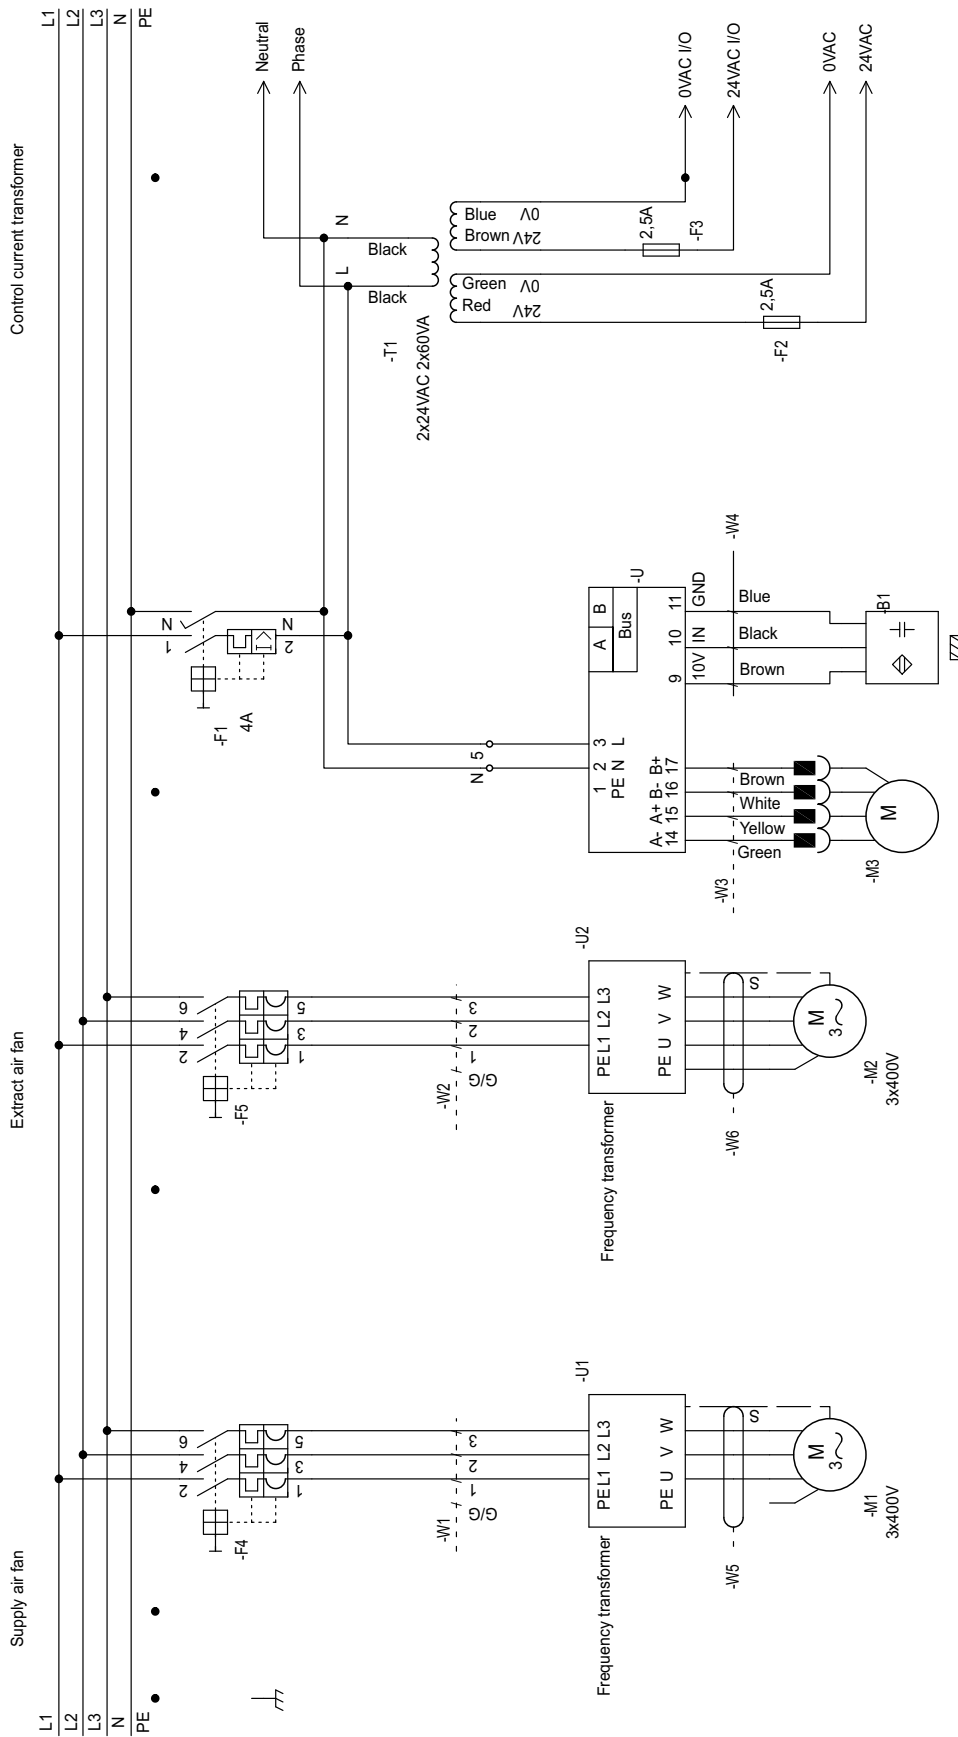 Supply air fan
Extract air fan
Control current transformer
L1
L2
L3
N
PE
L1
L2
L3
N
PE
2 4 6
-F4
1 3 5
-W1
G/G 1 2 3
-U1
PE L1 L2 L3
Frequency transformer
PE U V W
-W5
S
M
3
-M1
3x400V
2 4 6
-F5
1 3 5
-W2
G/G 1 2 3
-U2
PE L1 L2 L3
Frequency transformer
PE U V W
-W6
S
M
3
-M2
3x400V
1 N
-F1
4A
I>
2 N
N 5
1 2 3
PE N L
A B
Bus
-U
A- A+ B- B+
14 15 16 17
9 10 11
10V IN GND
-W3
Green
Yellow
White
Brown
M
-M3
-W4
Brown
Black
Blue
-B1
Neutral
Phase
L
N
Black
Black
-T1
2x24VAC 2x60VA
Red
Green
Brown
Blue
24V
0V
24V
0V
2,5A
-F3
2,5A
-F2
0VAC I/O
24VAC I/O
0VAC
24VAC